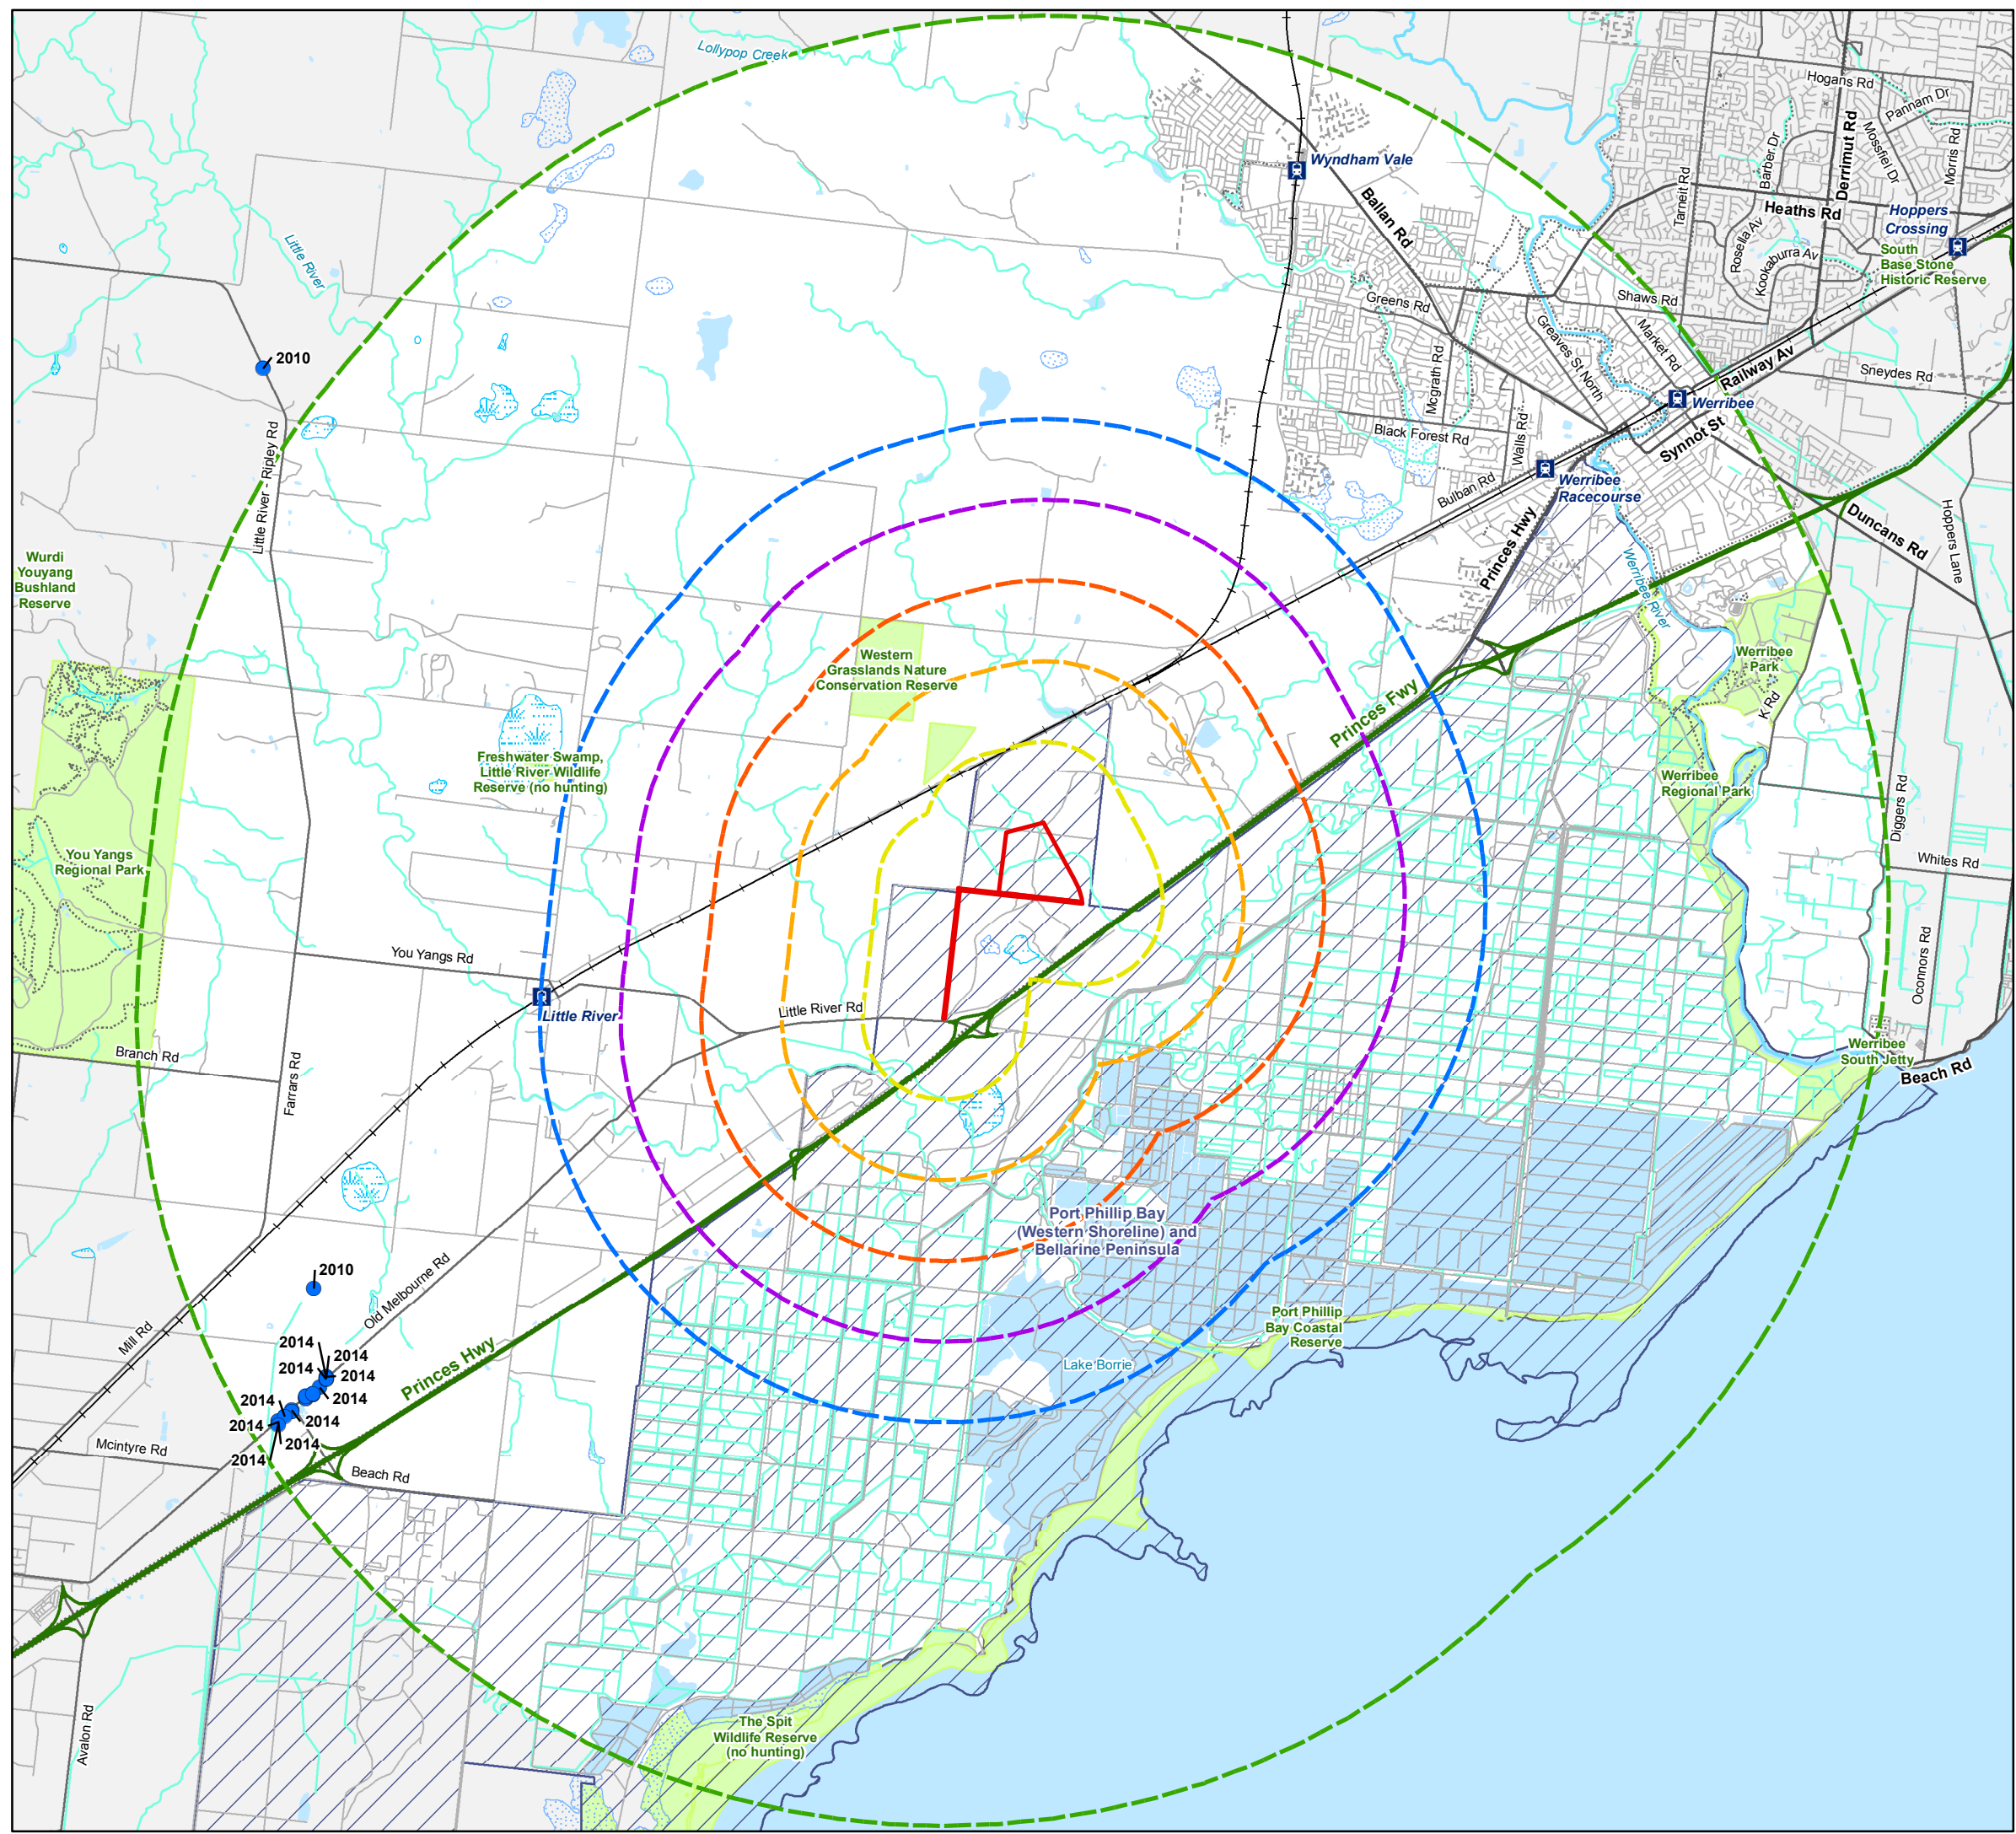 Lollypop Creek
Hogans Rd
Pannam Dr
Derrimut Rd
Mossfiel Dr
Morris Rd
Barber Dr
Tarneit Rd
Wyndham Vale
Ballan Rd
Heaths Rd
Hoppers
Crossing
Rosella Av
Kookaburra Av
South
Base Stone
Historic Reserve
Little River
Greens Rd
Shaws Rd
Market Rd
Greaves St North
Railway Av
Sneydes Rd
2010
Mcgrath Rd
Werribee
Walls Rd
Synnot St
Black Forest Rd
Little River - Ripley Rd
Werribee
Racecourse
Bulban Rd
Princes Hwy
Duncans Rd
Hoppers Lane
Wurdi
Youyang
Bushland
Reserve
Werribee River
Western
Grasslands Nature
Conservation Reserve
Werribee
Park
K Rd
Princes Fwy
Freshwater Swamp,
Little River Wildlife
Reserve (no hunting)
Werribee
Regional Park
Diggers Rd
You Yangs
Regional Park
Whites Rd
You Yangs Rd
Oconnors Rd
Little River
Little River Rd
Branch Rd
Farrars Rd
Werribee
South Jetty
Beach Rd
Port Phillip Bay
(Western Shoreline) and
Bellarine Peninsula
2010
Old Melbourne Rd
Mill Rd
Port Phillip
Bay Coastal
Reserve
2014
2014
2014
2014
2014
2014
2014
2014
2014
2014
Princes Hwy
Lake Borrie
Mcintyre Rd
Beach Rd
Avalon Rd
The Spit
Wildlife Reserve
(no hunting)